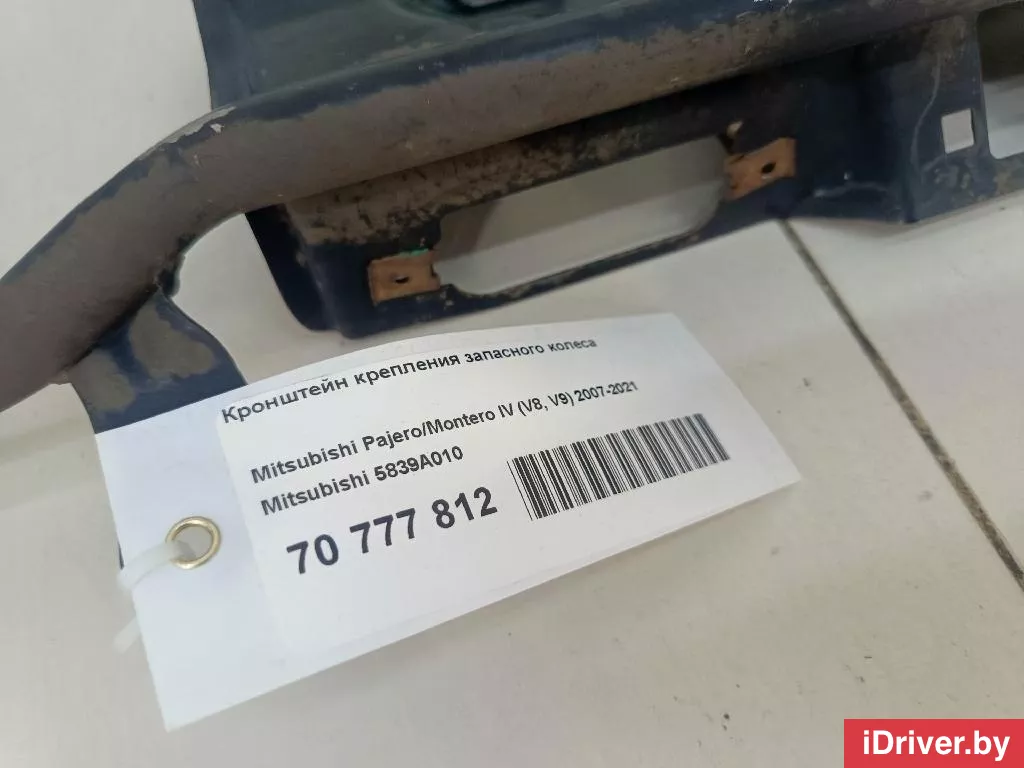 Кронштейн крепления запасного колеса
Mitsubishi Pajero/Montero IV (V8, V9) 2007-2021
Mitsubishi 5839A010
70 777 812
iDriver.by